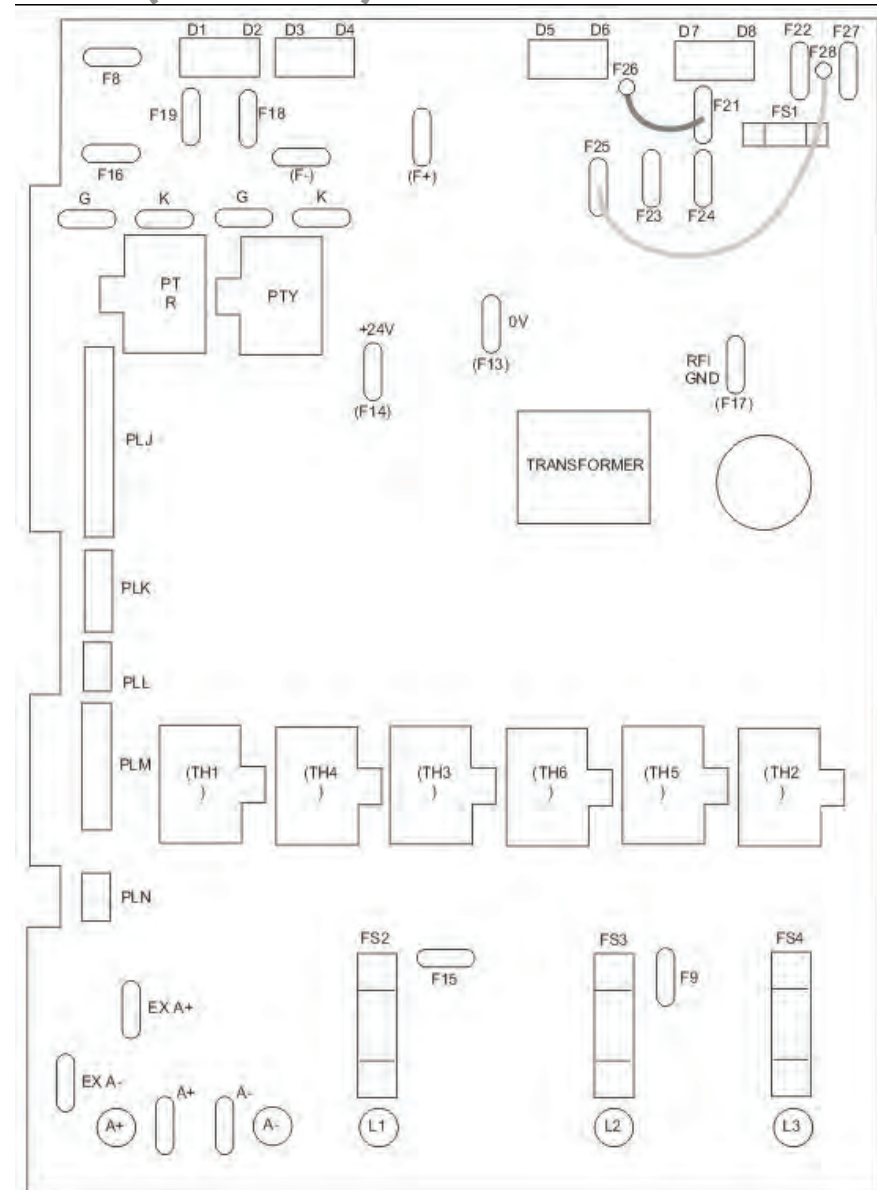 D1 D2 D3 D4 D5 D6 D7 D8 F22 F27
F8 F26 F28
F19 F18 F21 FS1
F16 (F-) (F+) F25 F23 F24
G K G K
PT
R
PTY
+24V 0V
(F14) (F13)
RFI
GND
(F17)
PLJ
TRANSFORMER
PLK
PLL
PLM
(TH1
)
(TH4
)
(TH3
)
(TH6
)
(TH5
)
(TH2
)
PLN
FS2 FS3 FS4
F15 F9
EX A+
EX A-
A+ A-
A+ A- L1 L2 L3